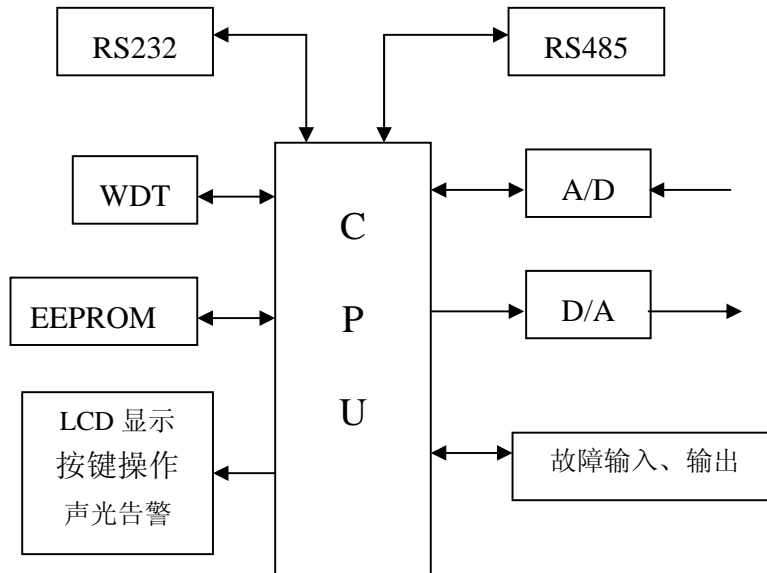 RS232
RS485
WDT
A/D
C
P
U
EEPROM
D/A
LCD 显示
按键操作
声光告警
故障输入、输出